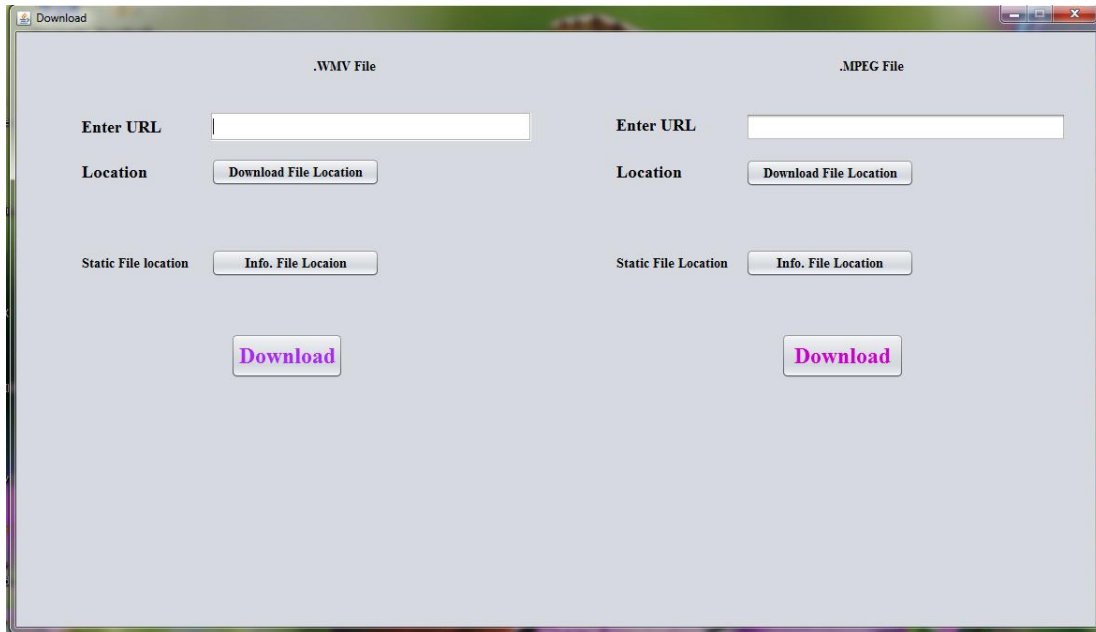 Download
.WMV File
Enter URL
Location
Download File Location
Static File location
Info. File Locaion
Download
.MPEG File
Enter URL
Location
Download File Location
Static File Location
Info. File Location
Download